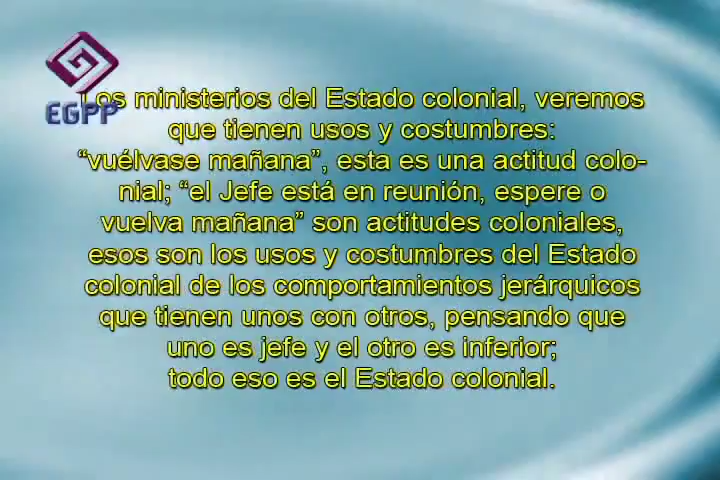 Los ministerios del Estado colonial, veremos
que tienen usos y costumbres:
“vuélvase mañana”, esta es una actitud colo-
nial; “el Jefe está en reunión, espere o
vuelva mañana” son actitudes coloniales,
esos son los usos y costumbres del Estado
colonial de los comportamientos jerárquicos
que tienen unos con otros, pensando que
uno es jefe y el otro es inferior;
todo eso es el Estado colonial.
EGPP